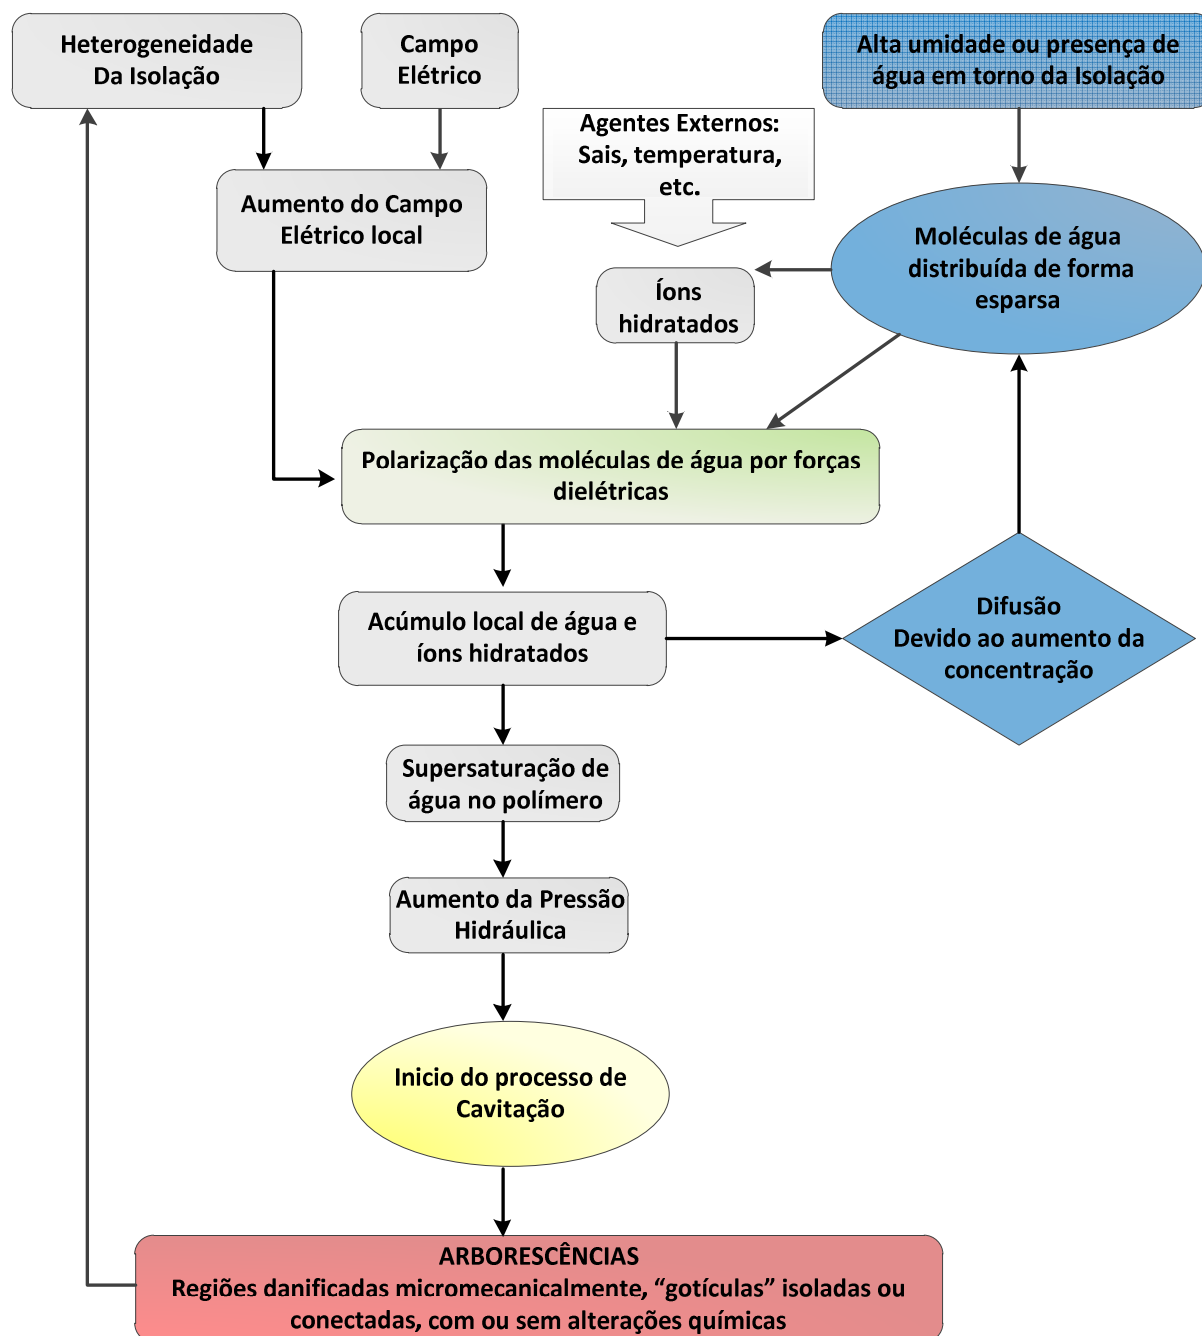 Heterogeneidade
Da Isolação
Campo
Elétrico
Alta umidade ou presença de
água em torno da Isolação
Agentes Externos:
Sais, temperatura,
etc.
Aumento do Campo
Elétrico local
Moléculas de água
distribuída de forma
esparsa
Íons
hidratados
Polarização das moléculas de água por forças
dielétricas
Acúmulo local de água e
íons hidratados
Difusão
Devido ao aumento da
concentração
Supersaturação de
água no polímero
Aumento da Pressão
Hidráulica
Inicio do processo de
Cavitação
ARBORESCÊNCIAS
Regiões danificadas micromecanicalmente, “gotículas” isoladas ou
conectadas, com ou sem alterações químicas